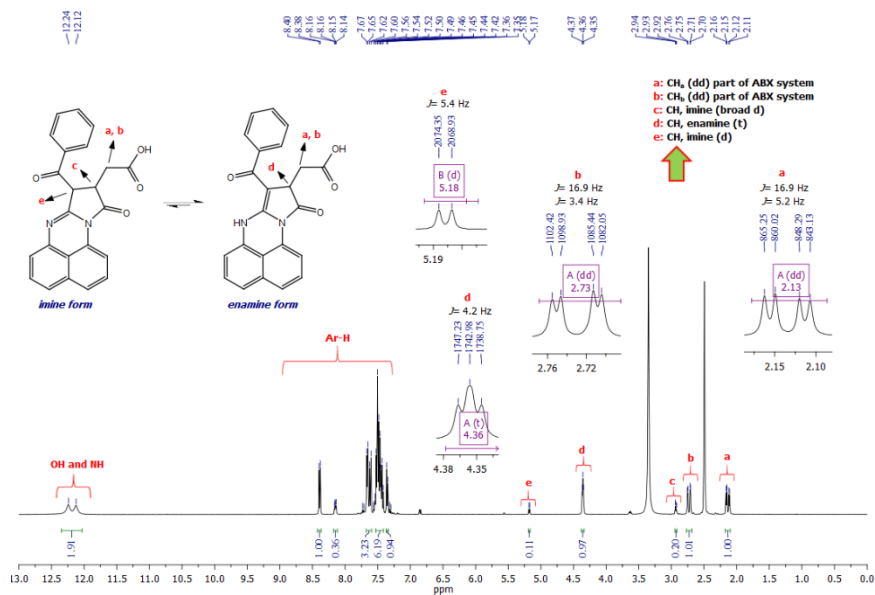 12.24
12.12
8.40
8.38
8.16
8.16
8.15
8.14
7.67
7.65
7.62
7.60
7.56
7.54
7.52
7.50
7.49
7.46
7.45
7.44
7.42
7.36
7.35
5.18
5.17
4.37
4.36
4.35
2.94
2.93
2.92
2.76
2.75
2.71
2.70
2.16
2.15
2.12
2.11
a: CHa (dd) part of ABX system
b: CHb (dd) part of ABX system
c: CH, imine (broad d)
d: CH, enamine (t)
e: CH, imine (d)
a, b
OH
O
O
c
e
O
N
N
imine form
a, b
OH
O
O
d
O
HN
N
enamine form
e
J= 5.4 Hz
2074.35
2068.93
B (d)
5.18
5.19
b
J= 16.9 Hz
J= 3.4 Hz
1102.42
1098.93
1085.44
1082.05
A (dd)
2.73
2.76
2.72
a
J= 16.9 Hz
J= 5.2 Hz
865.25
860.02
848.29
843.13
A (dd)
2.13
2.15
2.10
d
J= 4.2 Hz
1747.23
1742.98
1738.75
A (t)
4.36
4.38
4.35
Ar-H
OH and NH
e
d
c
b
a
1.91
1.00
0.36
3.23
6.19
0.94
0.11
0.97
0.20
1.01
1.00
13.0 12.5 12.0 11.5 11.0 10.5 10.0 9.5 9.0 8.5 8.0 7.5 7.0 6.5 6.0 5.5 5.0 4.5 4.0 3.5 3.0 2.5 2.0 1.5 1.0 0.5 0.0
ppm